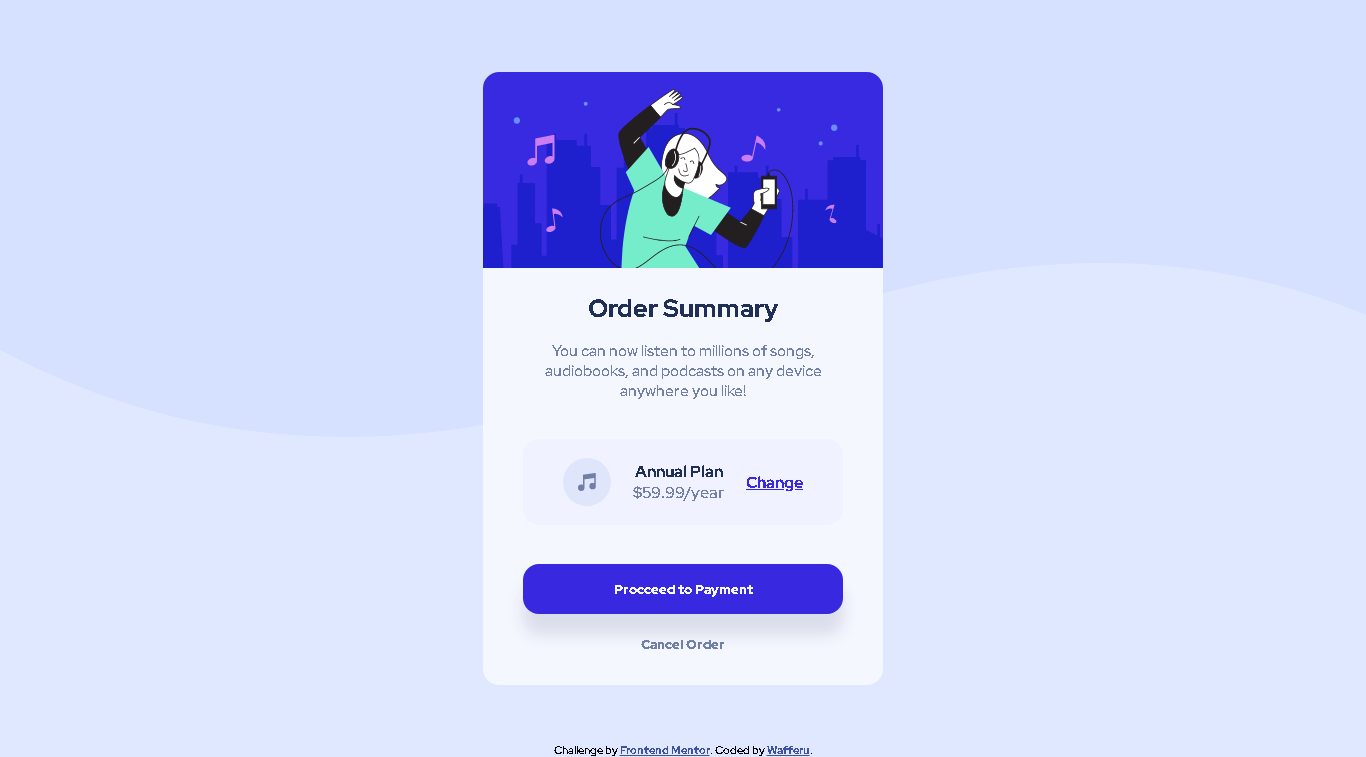 Order Summary
You can now listen to millions of songs,
audiobooks, and podcasts on any device
anywhere you like!
Annual Plan
$59.99/year
Change
Procceed to Payment
Cancel Order
Challenge by Frontend Mentor. Coded by Wafferu.